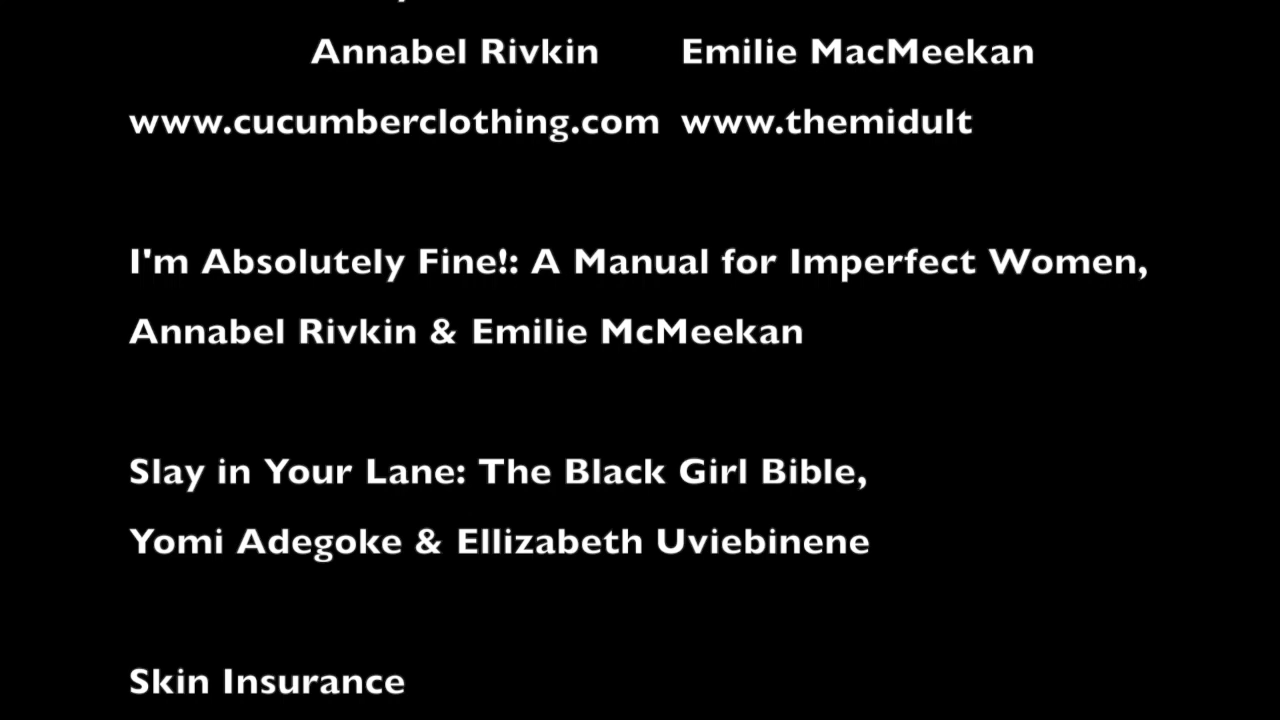 Annabel Rivkin Emilie MacMeekan
www.cucumberclothing.com www.themidult
I'm Absolutely Fine!: A Manual for Imperfect Women,
Annabel Rivkin & Emilie McMeekan
Slay in Your Lane: The Black Girl Bible,
Yomi Adegoke & Ellizabeth Uviebinene
Skin Insurance